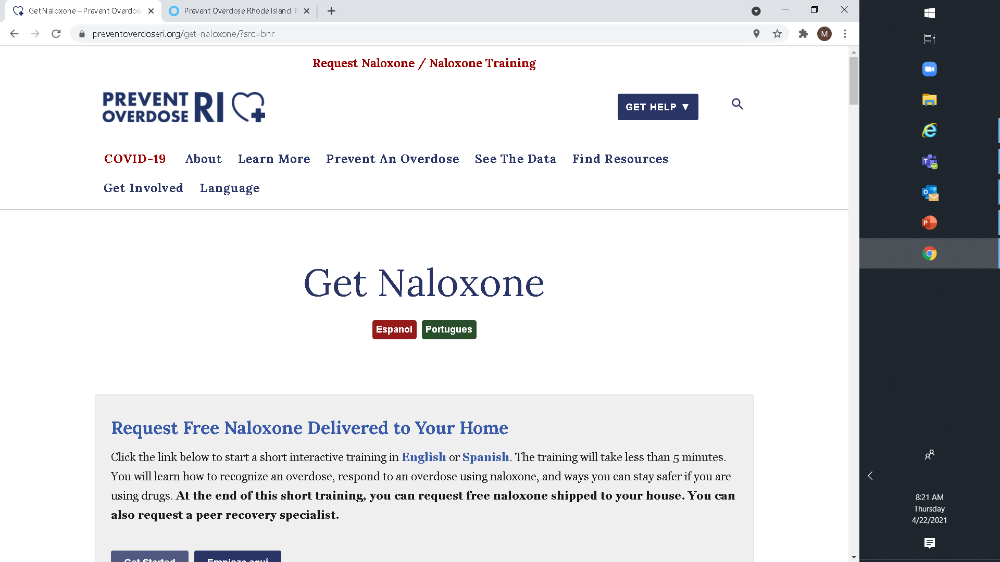 Get Naloxone – Prevent Overdose
Prevent Overdose Rhode Island:
preventoverdoseri.org/get-naloxone/?src=bnr
M
Request Naloxone / Naloxone Training
PREVENT
OVERDOSE RI
GET HELP ▼
COVID-19 About Learn More Prevent An Overdose See The Data Find Resources
Get Involved Language
Get Naloxone
Espanol Portugues
Request Free Naloxone Delivered to Your Home
Click the link below to start a short interactive training in English or Spanish. The training will take less than 5 minutes.
You will learn how to recognize an overdose, respond to an overdose using naloxone, and ways you can stay safer if you are
using drugs. At the end of this short training, you can request free naloxone shipped to your house. You can
also request a peer recovery specialist.
Get Started Empieza aquí
8:21 AM
Thursday
4/22/2021